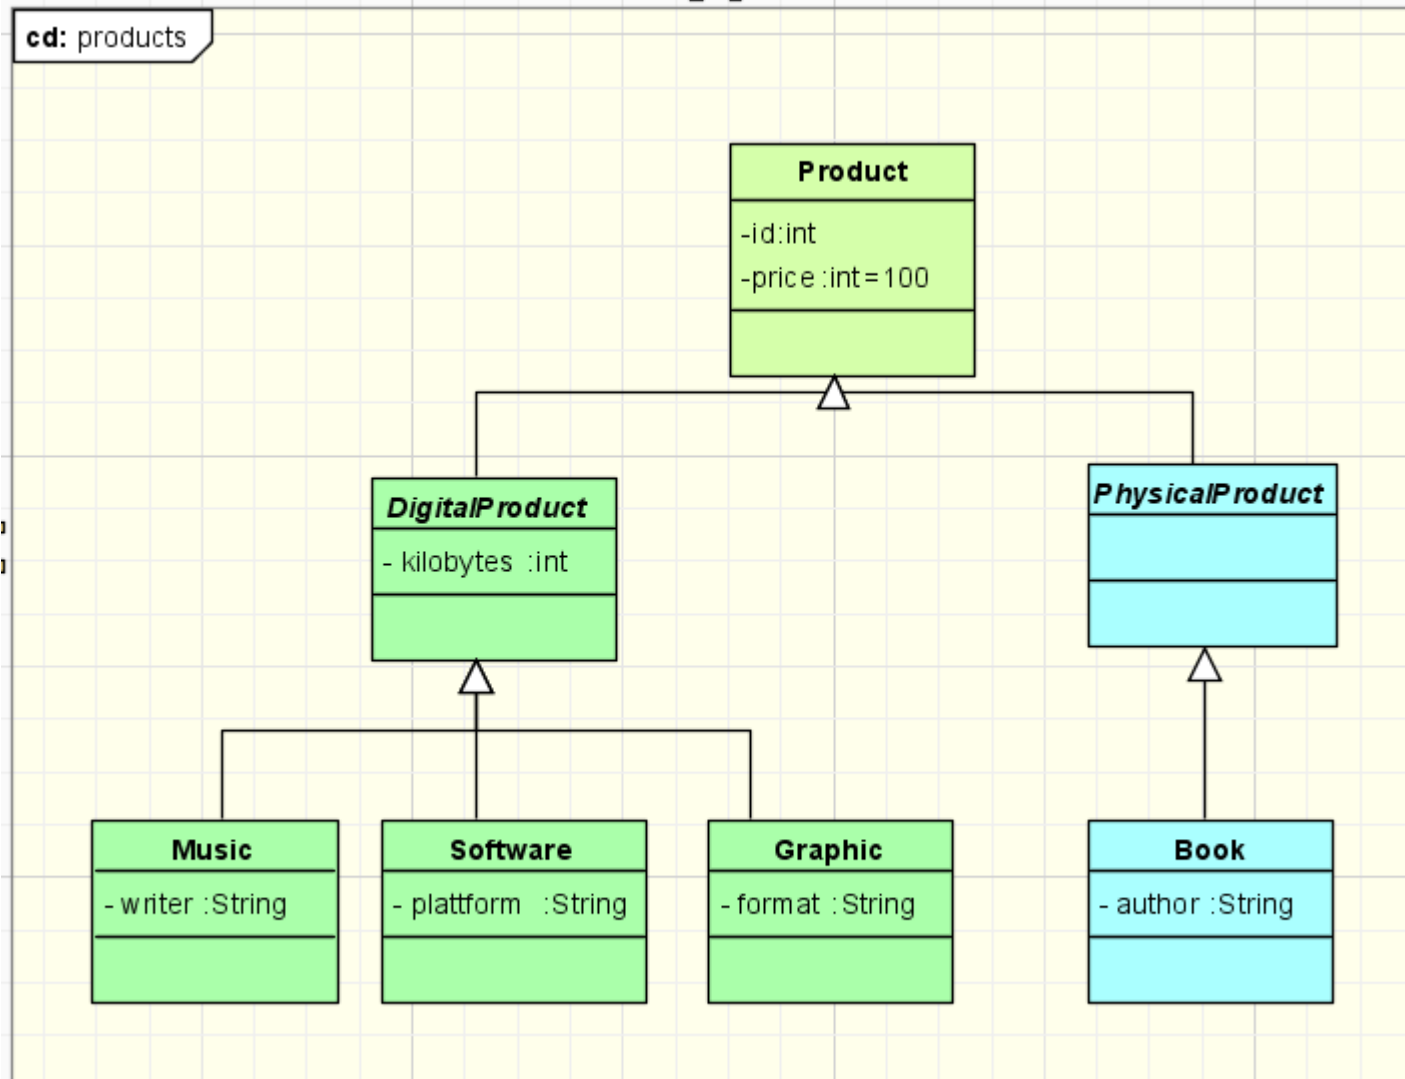 cd: products
Product
-id:int
-price:int=100
DigitalProduct
- kilobytes :int
PhysicalProduct
Music
- writer :String
Software
- plattform :String
Graphic
- format :String
Book
- author :String